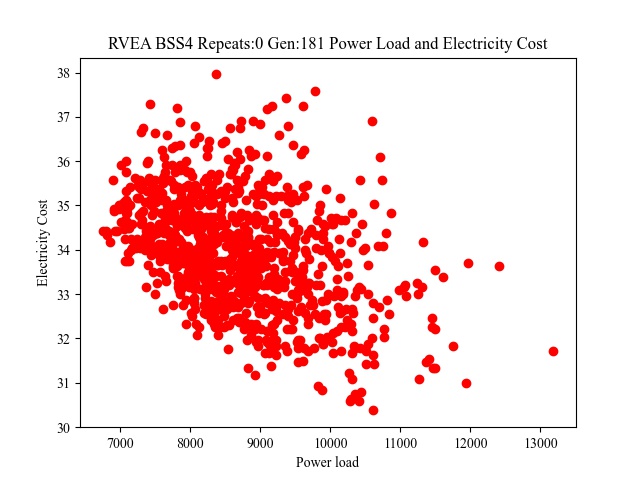 RVEA BSS4 Repeats:0 Gen:181 Power Load and Electricity Cost
38
37
36
35
34
33
32
31
30
Electricity Cost
7000 8000 9000 10000 11000 12000 13000
Power load